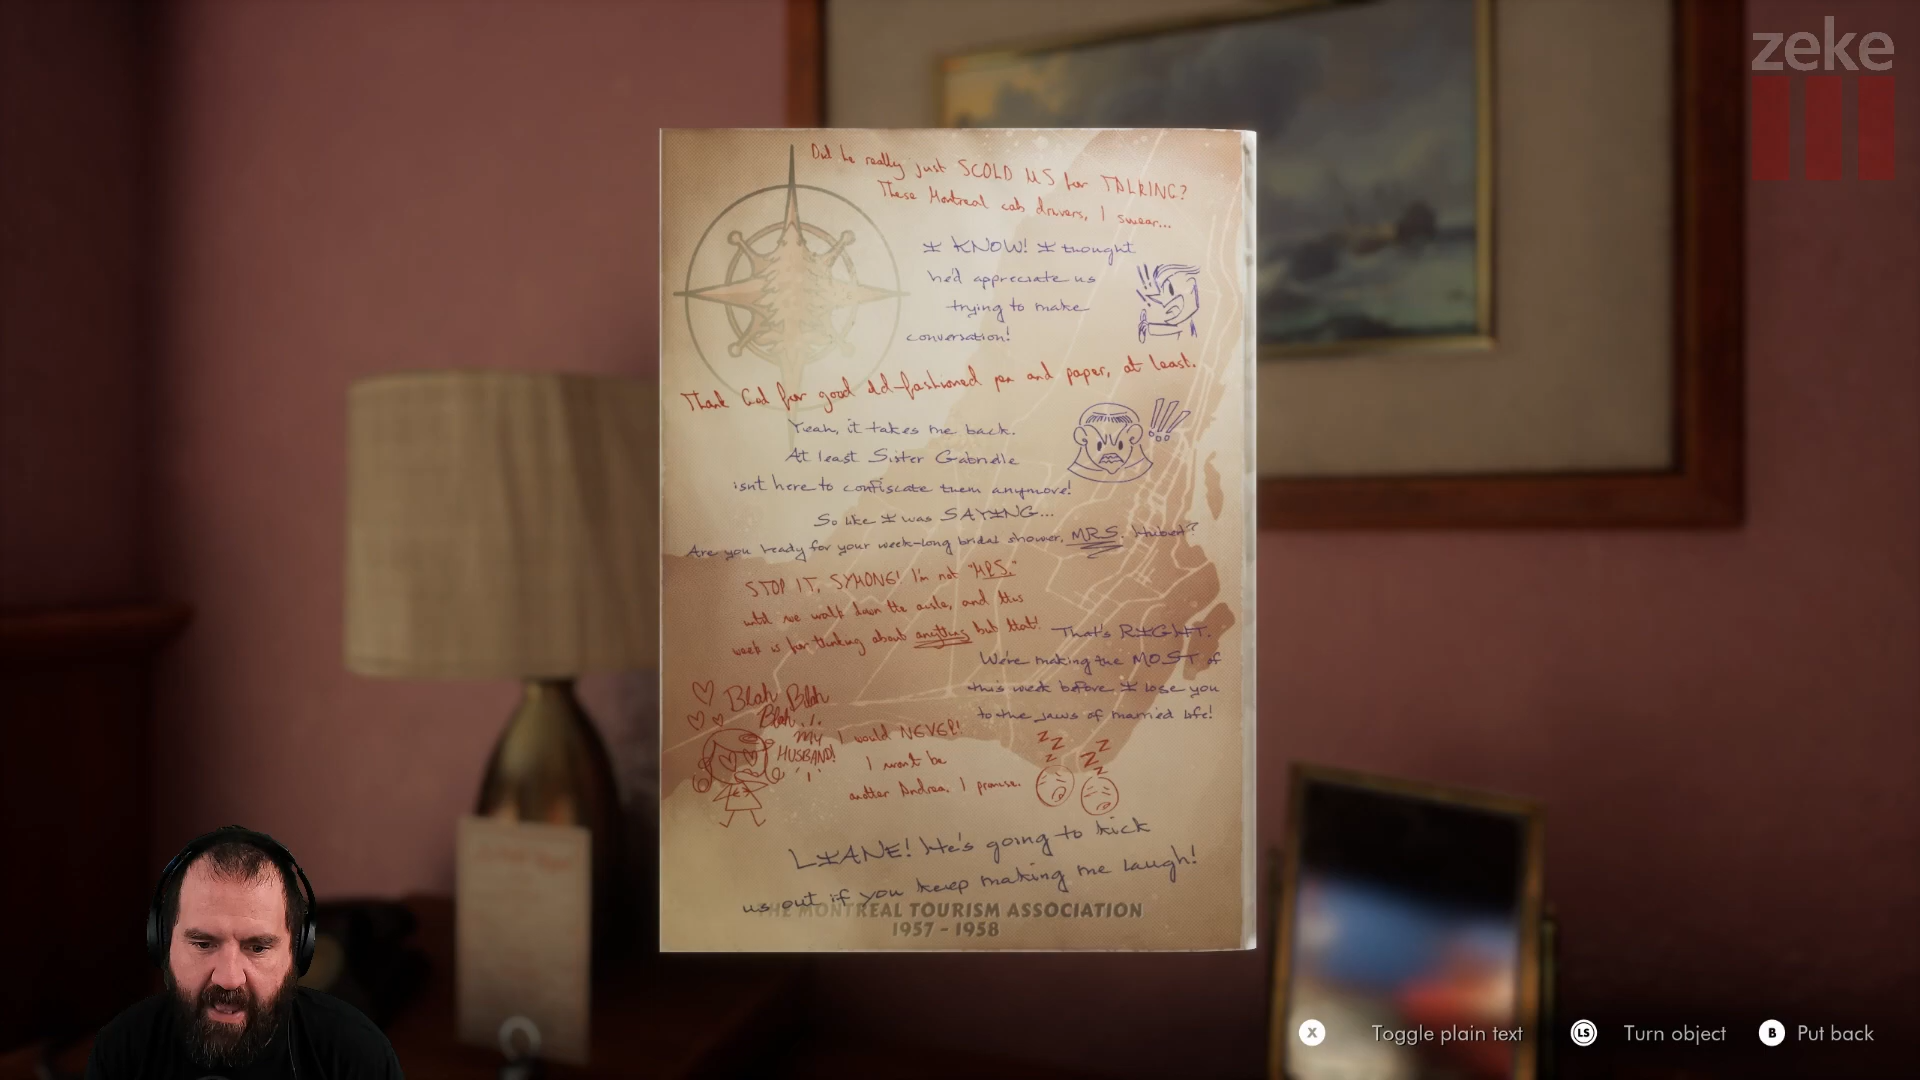 zeke
Did he really just SCOLD US for TALKING?
These Montreal cab drivers, I swear...
I KNOW! I thought
he'd appreciate us
trying to make
conversation!
Thank God for good old-fashioned pen and paper, at least.
Yeah, it takes me back.
At least Sister Gabrielle
isn't here to confiscate them anymore!
So like I was SAYING...
Are you ready for your week-long bridal shower, MRS. Hubert?
STOP IT, SYMONG! I'm not "MRS."
until we walk down the aisle, and this
week is for thinking about anything but that!
That's RIGHT.
We're making the MOST of
this week before I lose you
to the jaws of married life!
Blah Blah
Blah...
My
HUSBAND!
I would NEVER!
I won't be
another Andrea. I promise.
ZZZ ZZZ
LIANE! He's going to kick
us out if you keep making me laugh!
THE MONTREAL TOURISM ASSOCIATION
1957 - 1958
X Toggle plain text LS Turn object B Put back